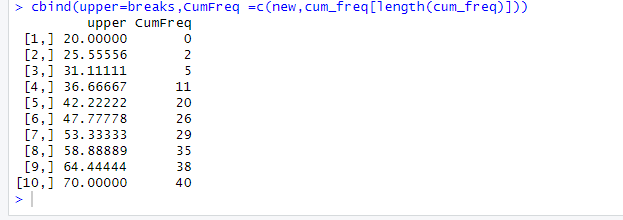 > cbind(upper=breaks,CumFreq =c(new,cum_freq[length(cum_freq)]))
upper CumFreq
[1,] 20.00000 0
[2,] 25.55556 2
[3,] 31.11111 5
[4,] 36.66667 11
[5,] 42.22222 20
[6,] 47.77778 26
[7,] 53.33333 29
[8,] 58.88889 35
[9,] 64.44444 38
[10,] 70.00000 40
>